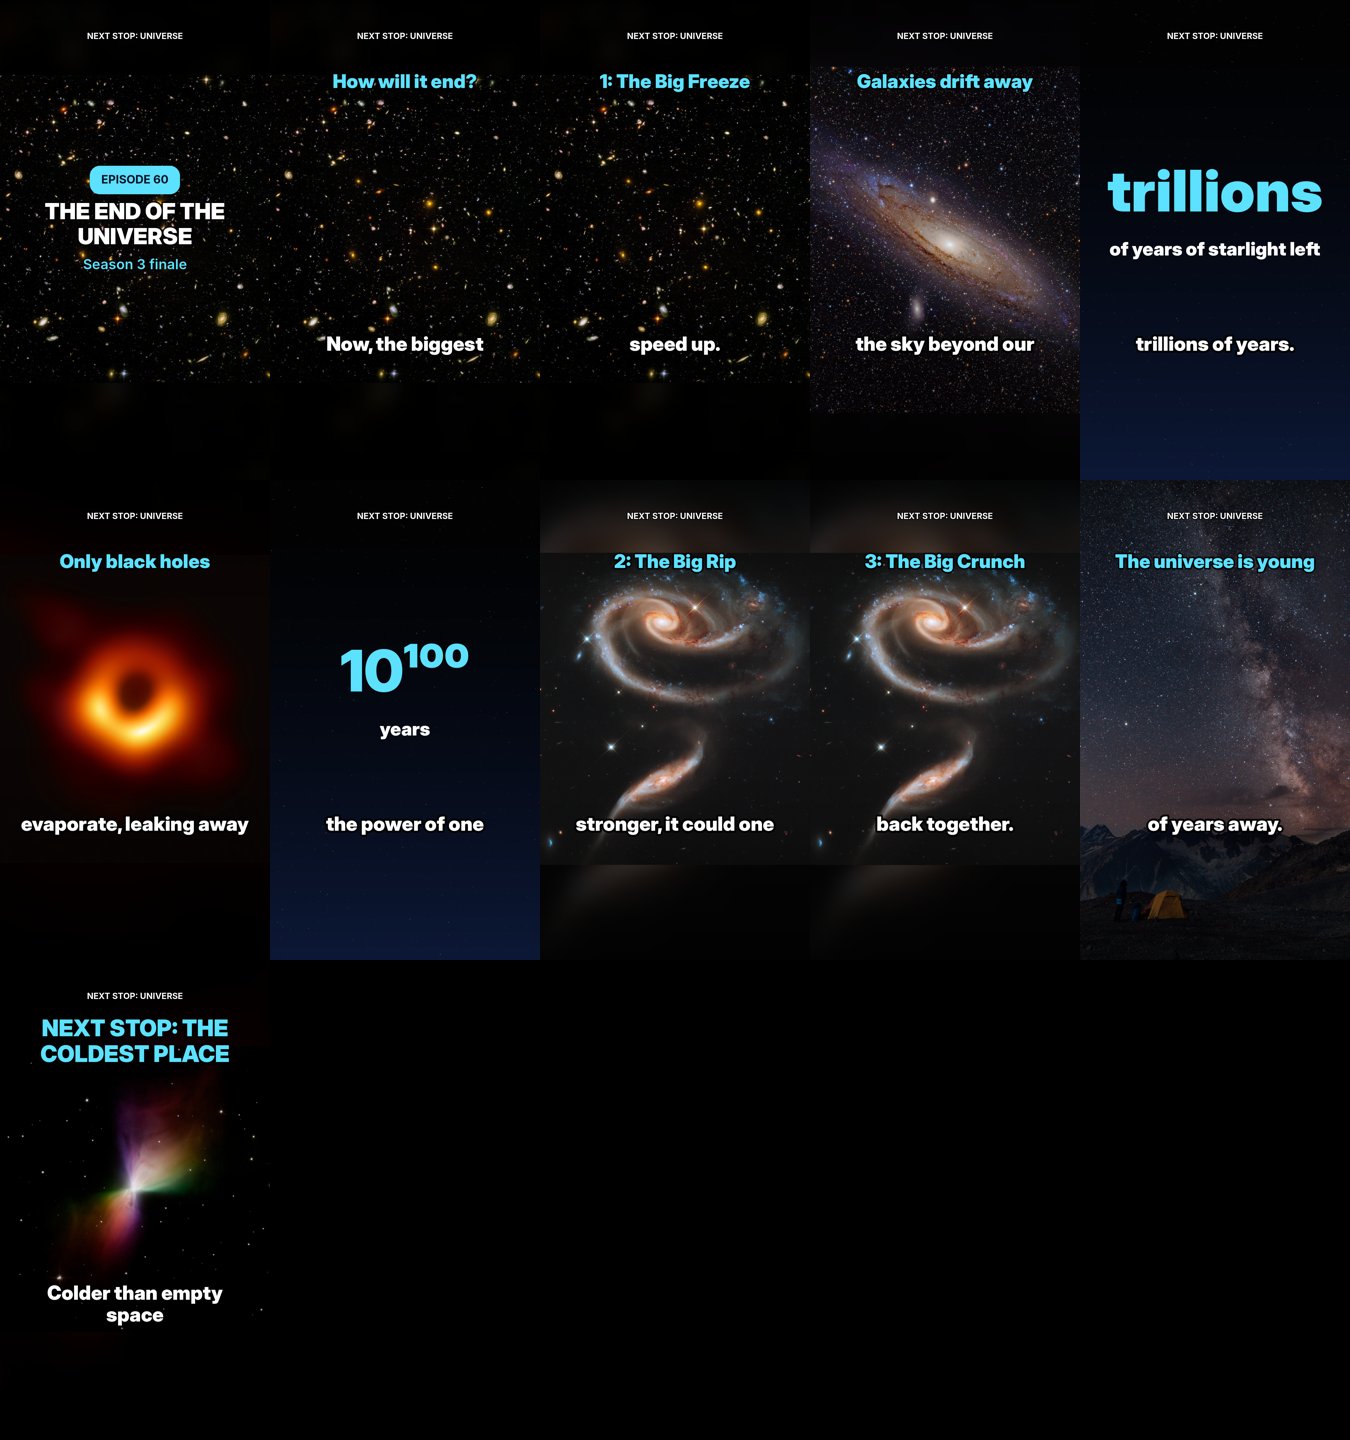 NEXT STOP: UNIVERSE
EPISODE 60
THE END OF THE
UNIVERSE
Season 3 finale
NEXT STOP: UNIVERSE
How will it end?
Now, the biggest
NEXT STOP: UNIVERSE
1: The Big Freeze
speed up.
NEXT STOP: UNIVERSE
Galaxies drift away
the sky beyond our
NEXT STOP: UNIVERSE
trillions
of years of starlight left
trillions of years.
NEXT STOP: UNIVERSE
Only black holes
evaporate, leaking away
NEXT STOP: UNIVERSE
10¹⁰⁰
years
the power of one
NEXT STOP: UNIVERSE
2: The Big Rip
stronger, it could one
NEXT STOP: UNIVERSE
3: The Big Crunch
back together.
NEXT STOP: UNIVERSE
The universe is young
of years away.
NEXT STOP: UNIVERSE
NEXT STOP: THE
COLDEST PLACE
Colder than empty
space